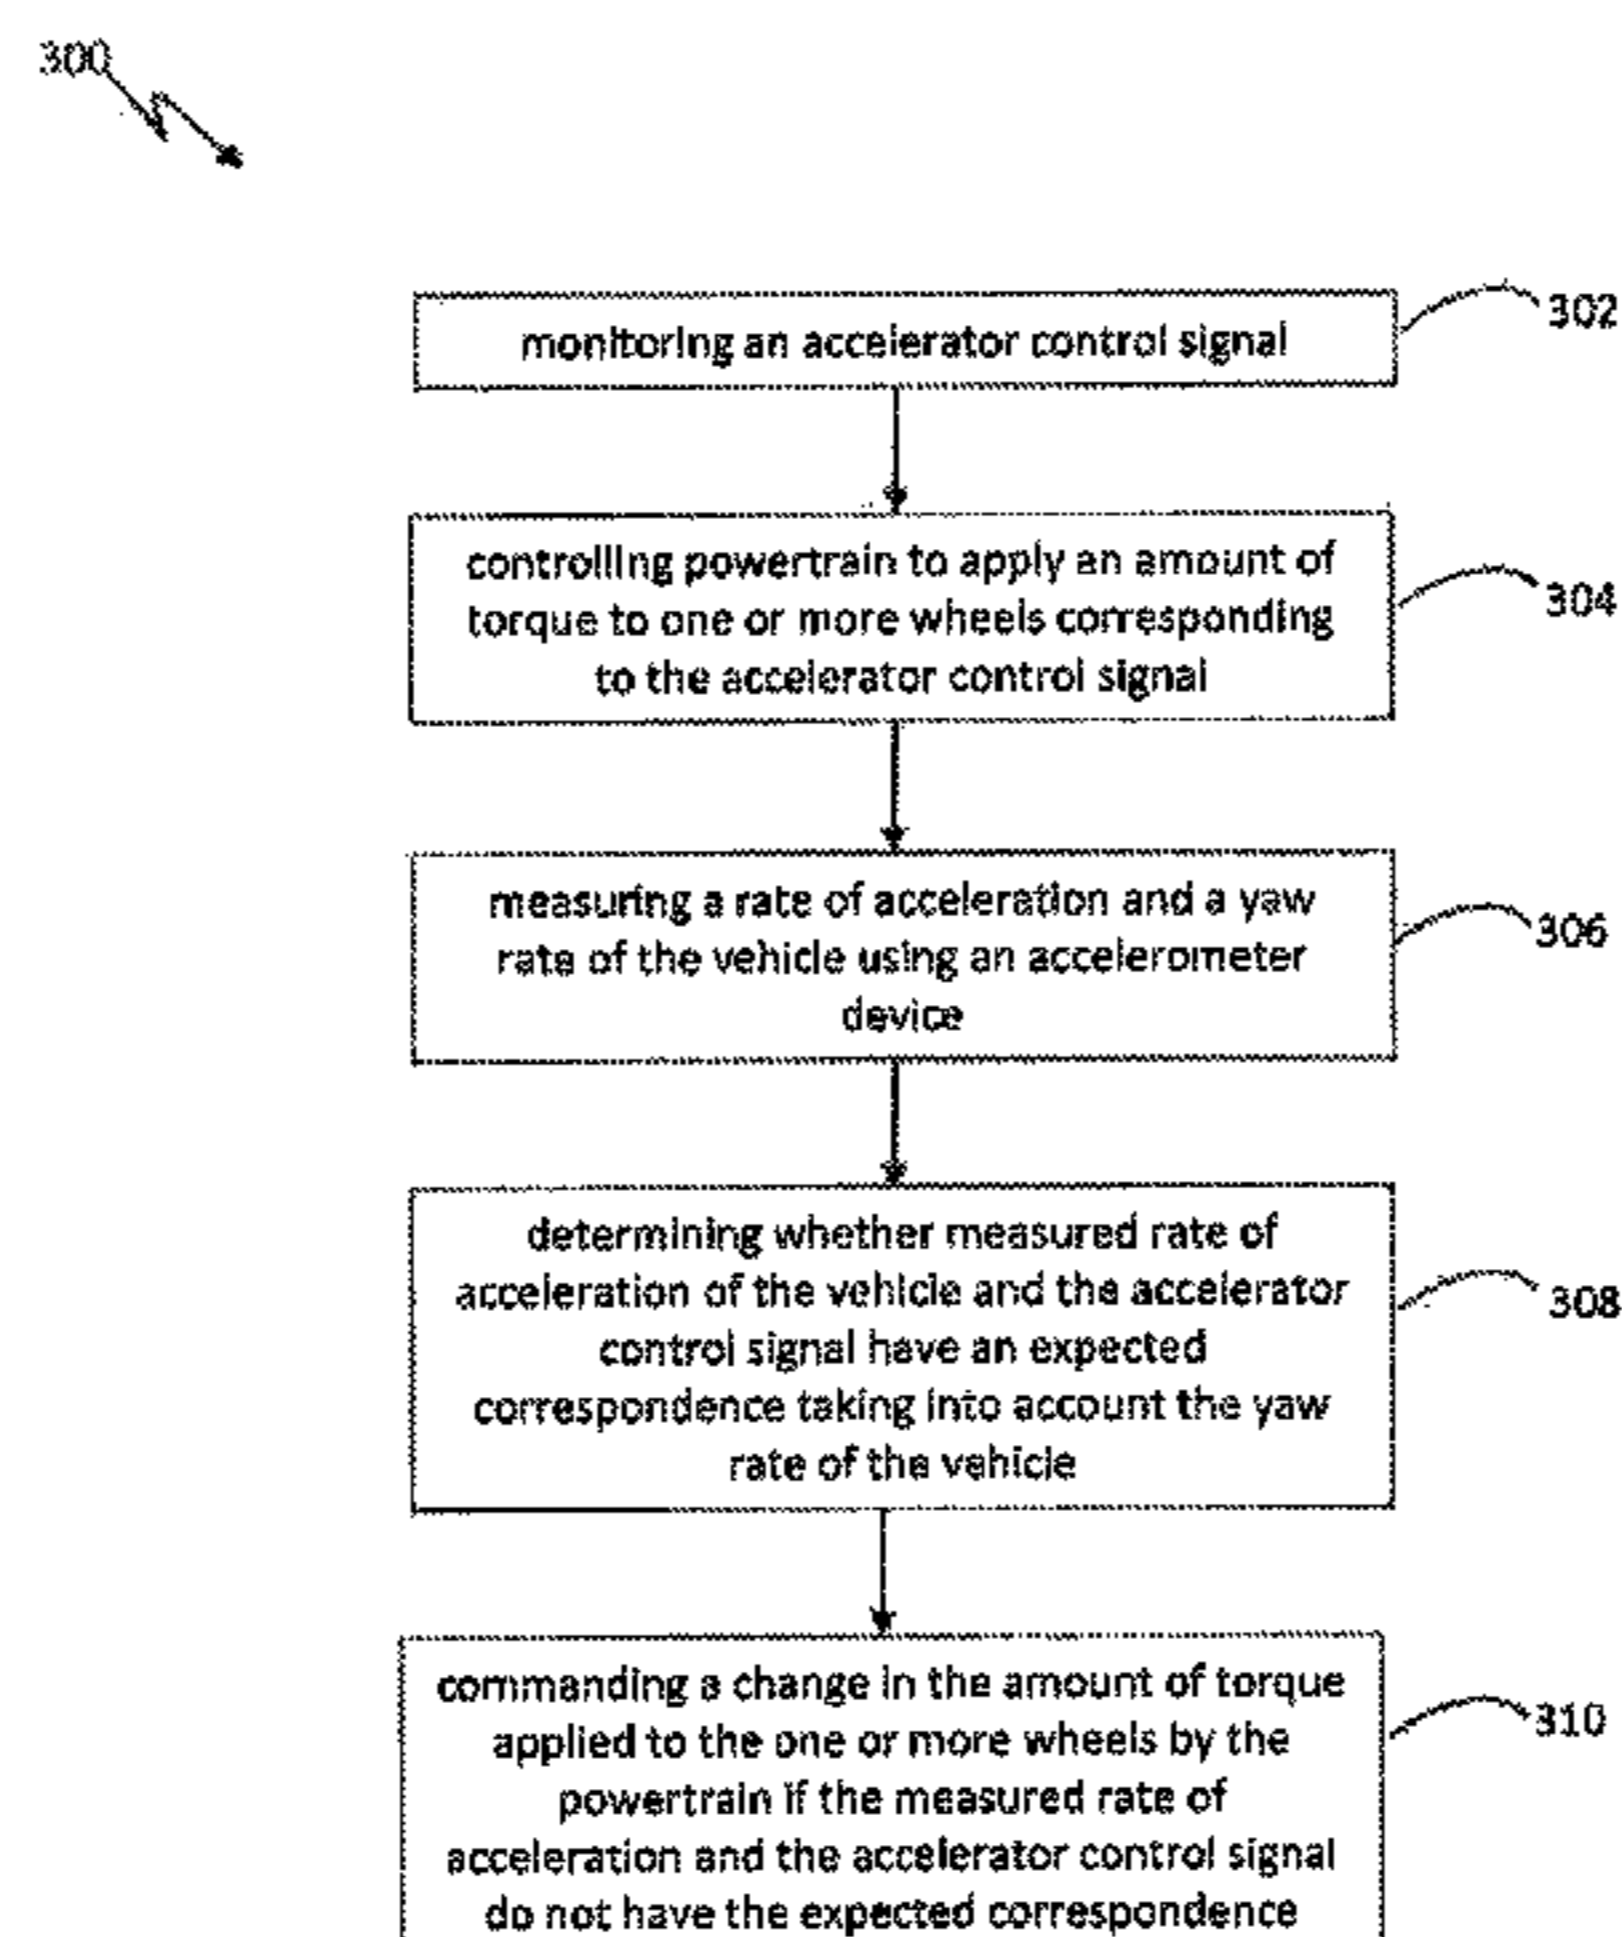 300
monitoring an accelerator control signal
302
controlling powertrain to apply an amount of
torque to one or more wheels corresponding
to the accelerator control signal
304
measuring a rate of acceleration and a yaw
rate of the vehicle using an accelerometer
device
306
determining whether measured rate of
acceleration of the vehicle and the accelerator
control signal have an expected
correspondence taking into account the yaw
rate of the vehicle
308
commanding a change in the amount of torque
applied to the one or more wheels by the
powertrain if the measured rate of
acceleration and the accelerator control signal
do not have the expected correspondence
310